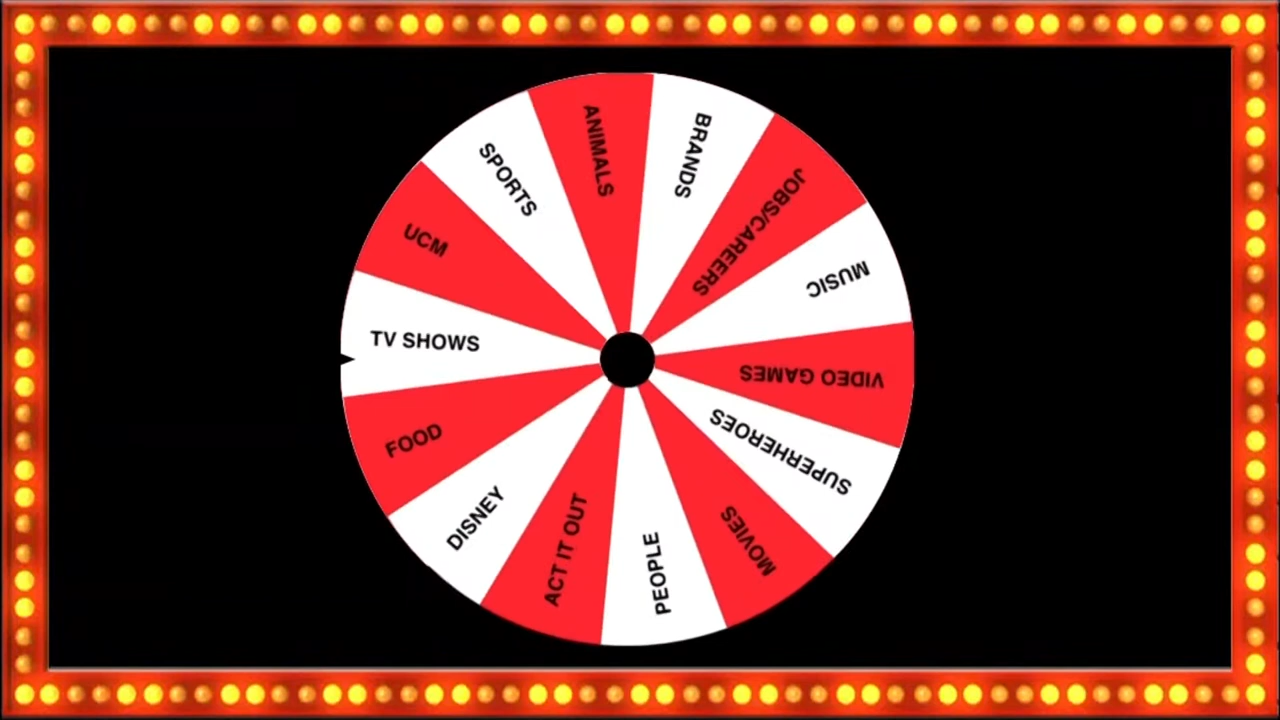 ANIMALS
BRANDS
JOBS/CAREERS
MUSIC
VIDEO GAMES
SUPERHEROES
MOVIES
PEOPLE
ACT IT OUT
DISNEY
FOOD
TV SHOWS
UCM
SPORTS